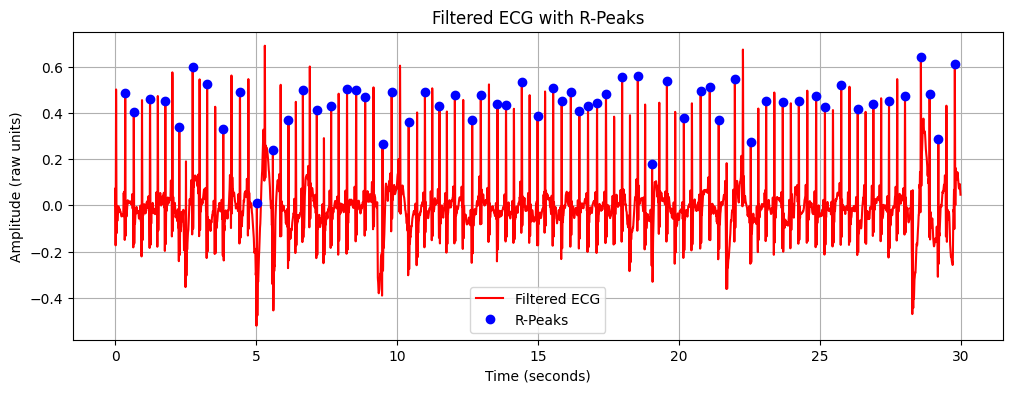 Filtered ECG with R-Peaks
Amplitude (raw units)
0.6
0.4
0.2
0.0
−0.2
−0.4
Filtered ECG
R-Peaks
0 5 10 15 20 25 30
Time (seconds)